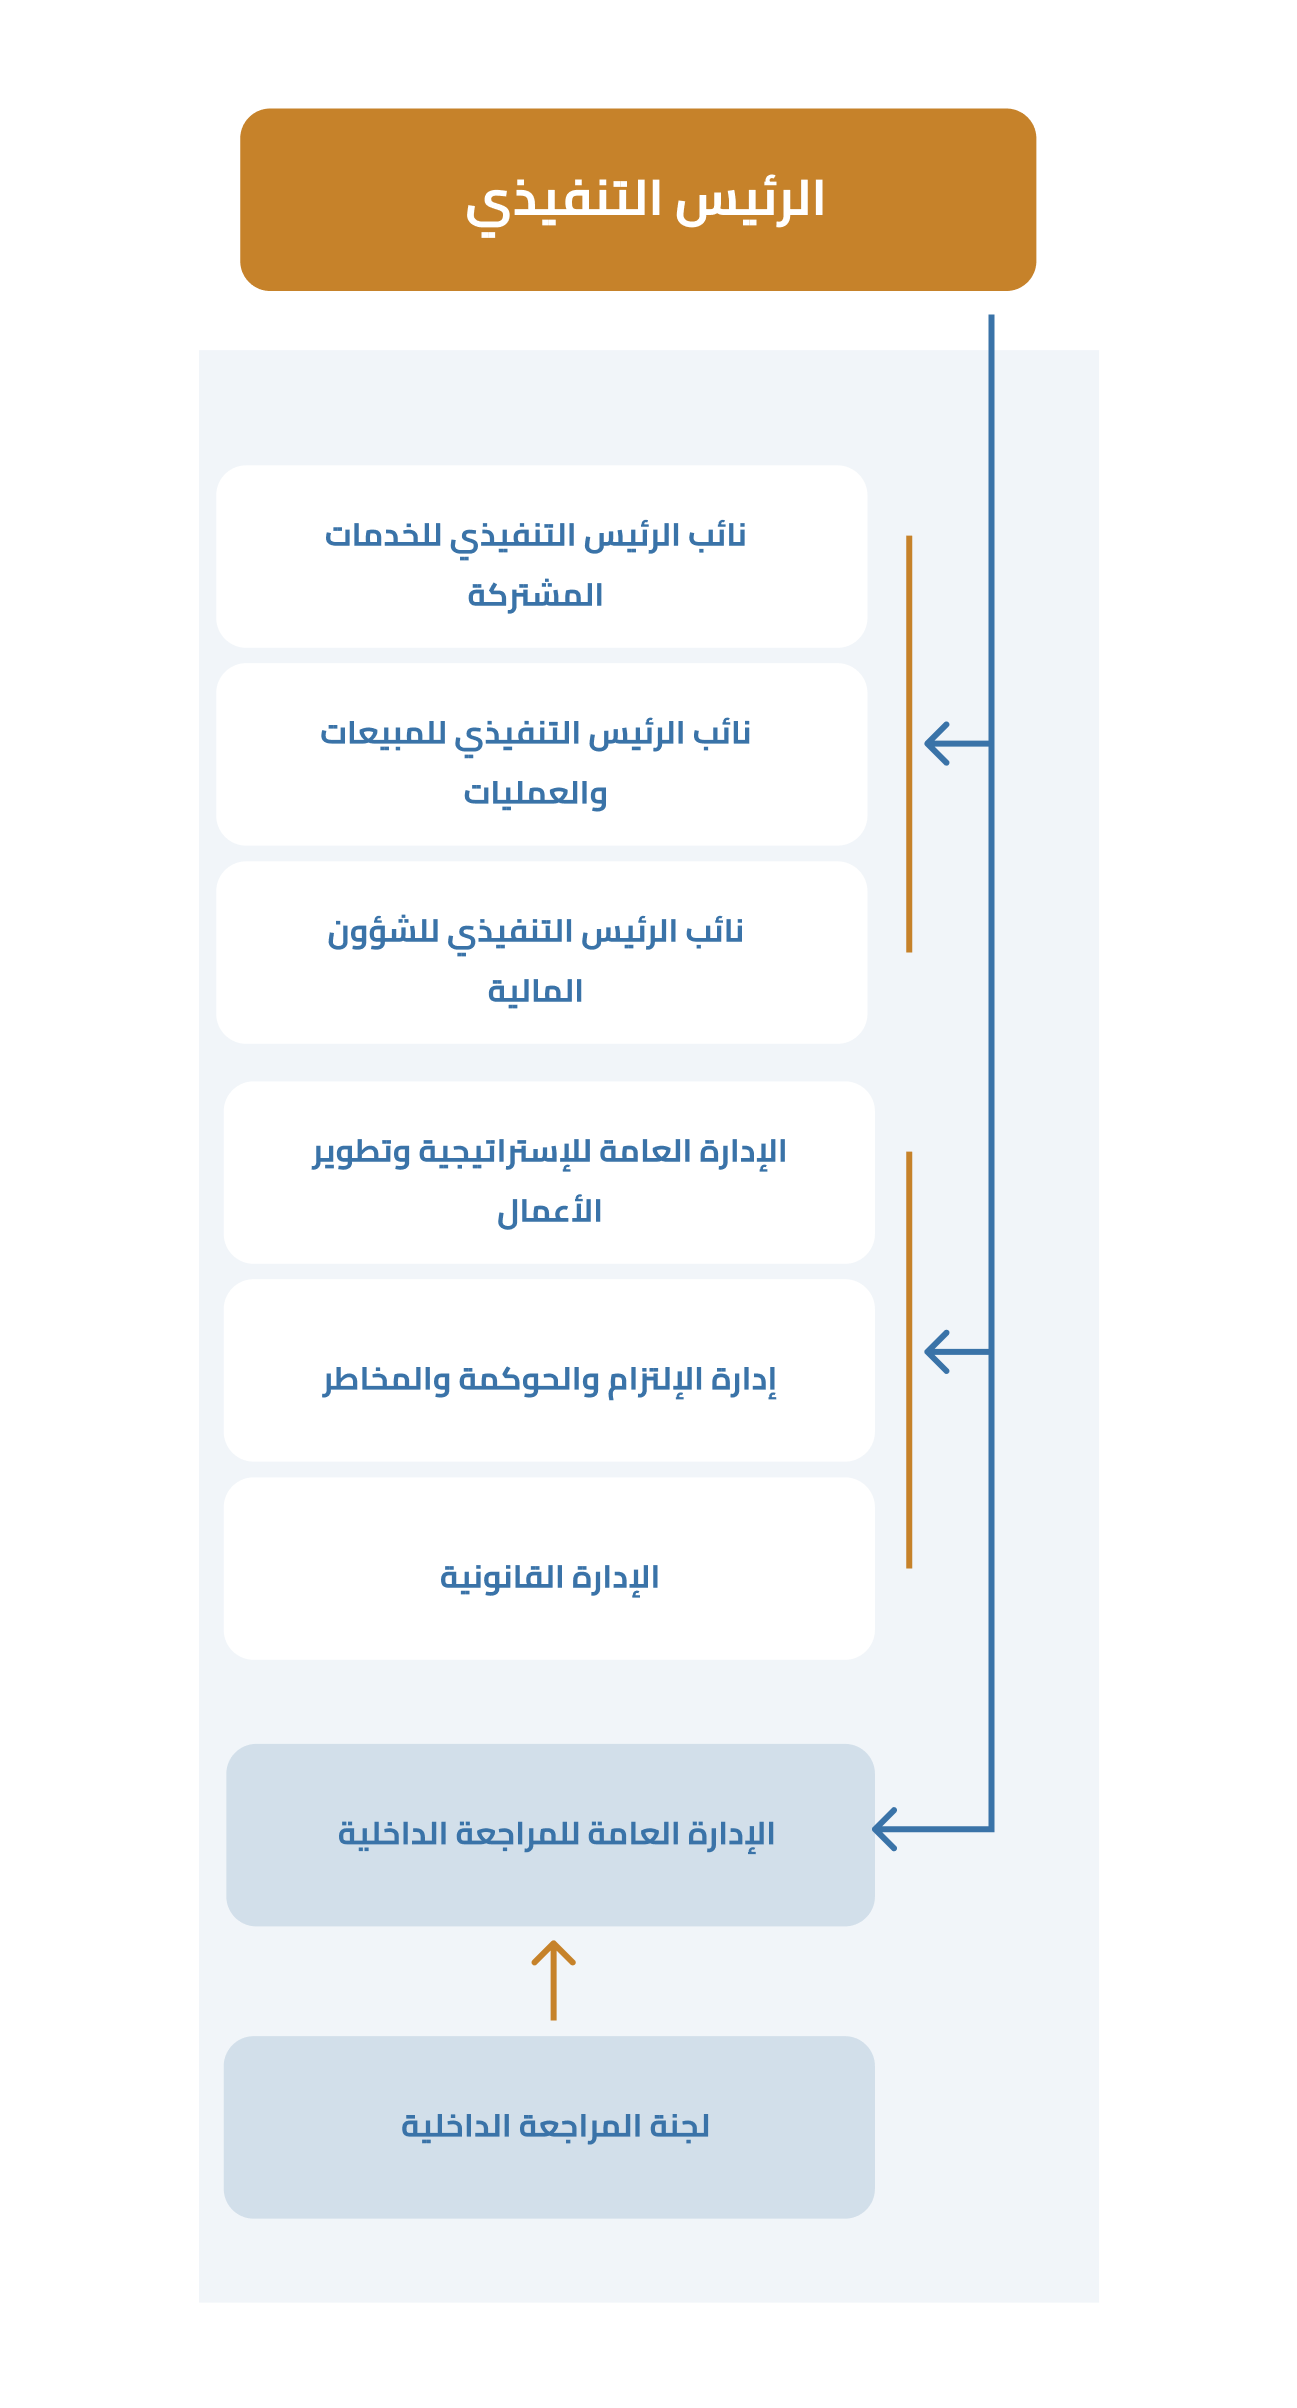 الرئيس التنفيذي
نائب الرئيس التنفيذي للخدمات
المشتركة
نائب الرئيس التنفيذي للمبيعات
والعمليات
نائب الرئيس التنفيذي للشؤون
المالية
الإدارة العامة للإستراتيجية وتطوير
الأعمال
إدارة الإلتزام والحوكمة والمخاطر
الإدارة القانونية
الإدارة العامة للمراجعة الداخلية
لجنة المراجعة الداخلية